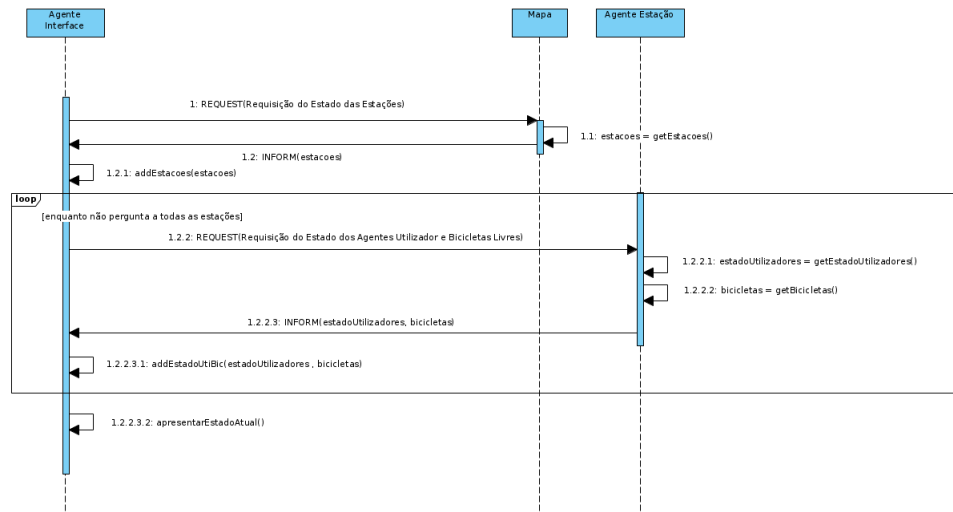 Agente
Interface
Mapa
Agente Estação
1: REQUEST(Requisição do Estado das Estações)
1.1: estacoes = getEstacoes()
1.2: INFORM(estacoes)
1.2.1: addEstacoes(estacoes)
loop
[enquanto não pergunta a todas as estações]
1.2.2: REQUEST(Requisição do Estado dos Agentes Utilizador e Bicicletas Livres)
1.2.2.1: estadoUtilizadores = getEstadoUtilizadores()
1.2.2.2: bicicletas = getBicicletas()
1.2.2.3: INFORM(estadoUtilizadores, bicicletas)
1.2.2.3.1: addEstadoUtiBic(estadoUtilizadores , bicicletas)
1.2.2.3.2: apresentarEstadoAtual()